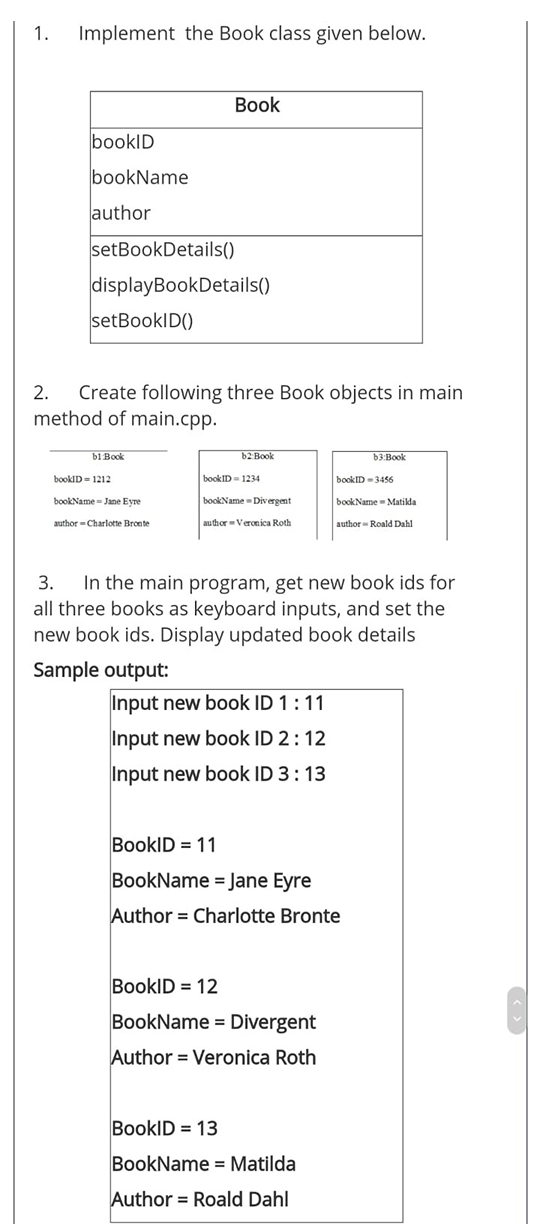 1. Implement the Book class given below.
Book
bookID
bookName
author
setBookDetails()
displayBookDetails()
setBookID()
2. Create following three Book objects in main
method of main.cpp.
b1:Book
bookID = 1212
bookName = Jane Eyre
author = Charlotte Bronte
b2:Book
bookID = 1234
bookName = Divergent
author = Veronica Roth
b3:Book
bookID = 3456
bookName = Matilda
author = Roald Dahl
3. In the main program, get new book ids for
all three books as keyboard inputs, and set the
new book ids. Display updated book details
Sample output:
Input new book ID 1 : 11
Input new book ID 2 : 12
Input new book ID 3 : 13
BookID = 11
BookName = Jane Eyre
Author = Charlotte Bronte
BookID = 12
BookName = Divergent
Author = Veronica Roth
BookID = 13
BookName = Matilda
Author = Roald Dahl